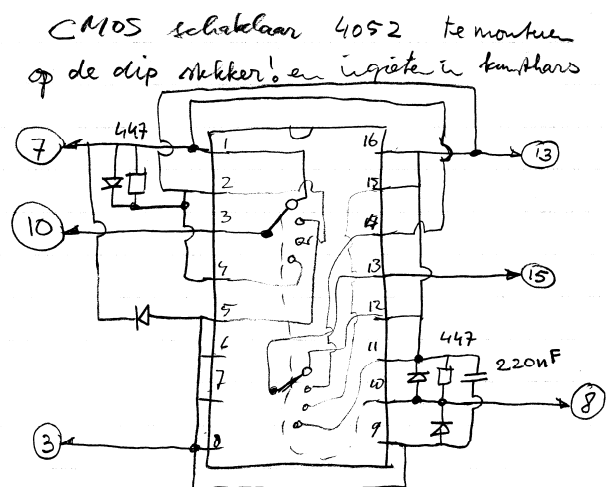 CMOS schakelaar 4052 te monteren
op de dip stekker! en ingieten in kunsthars
7 447 1 16 13
2 15
10 3 14
4 13 15
5 12
6 11 447
7 10 220nF
8
3 8 9